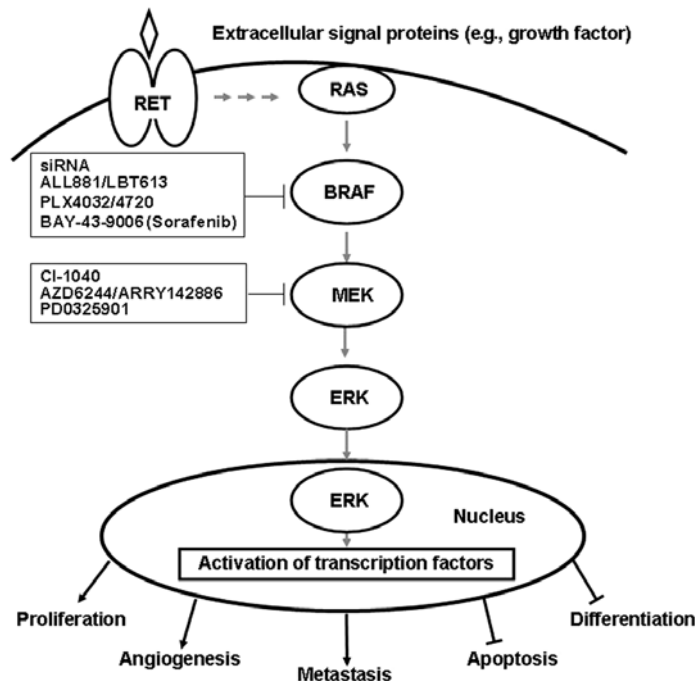 Extracellular signal proteins (e.g., growth factor)
RET
RAS
siRNA
ALL881/LBT613
PLX4032/4720
BAY-43-9006 (Sorafenib)
BRAF
CI-1040
AZD6244/ARRY142886
PD0325901
MEK
ERK
ERK
Nucleus
Activation of transcription factors
Proliferation
Differentiation
Angiogenesis
Apoptosis
Metastasis